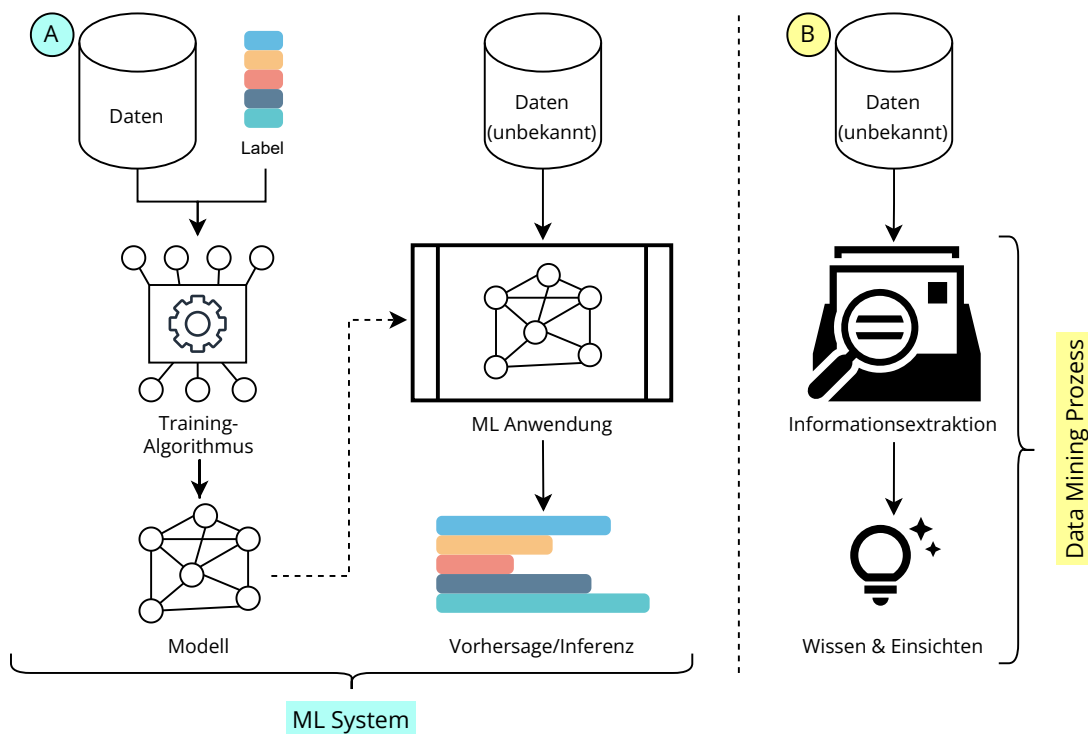 A
Daten
Label
Daten
(unbekannt)
B
Daten
(unbekannt)
Training-
Algorithmus
ML Anwendung
Informationsextraktion
Modell
Vorhersage/Inferenz
Wissen & Einsichten
ML System
Data Mining Prozess